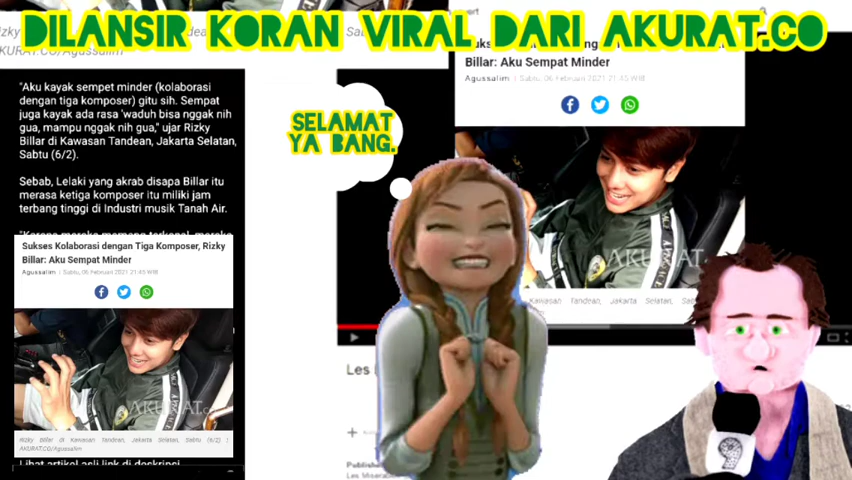 DILANSIR KORAN VIRAL DARI AKURAT.CO
"Aku kayak sempet minder (kolaborasi
dengan tiga komposer) gitu sih. Sempat
juga kayak ada rasa 'waduh bisa nggak nih
gua, mampu nggak nih gua," ujar Rizky
Billar di Kawasan Tandean, Jakarta Selatan,
Sabtu (6/2).
Sebab, Lelaki yang akrab disapa Billar itu
merasa ketiga komposer itu miliki jam
terbang tinggi di Industri musik Tanah Air.
Sukses Kolaborasi dengan Tiga Komposer, Rizky
Billar: Aku Sempat Minder
Agussalim | Sabtu, 06 Februari 2021 21:45 WIB
AKURAT.CO
Rizky Billar di Kawasan Tandean, Jakarta Selatan, Sabtu (6/2) |
AKURAT.CO/Agussalim
Lihat artikel asli link di deskripsi
SELAMAT
YA BANG.
Billar: Aku Sempat Minder
Agussalim | Sabtu, 06 Februari 2021 21:45 WIB
AKURAT
Kawasan Tandean, Jakarta Selatan, Sab
Les
Published
Les Miserab
9